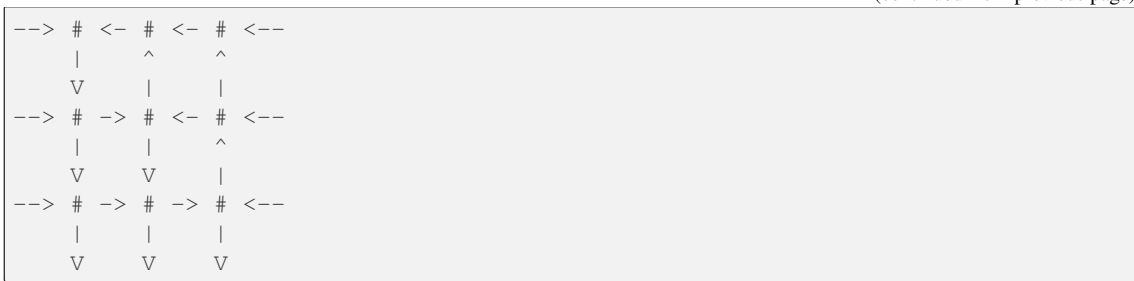 --> # <- # <- # <--
    |    ^    ^
    V    |    |
--> # -> # <- # <--
    |    |    ^
    V    V    |
--> # -> # -> # <--
    |    |    |
    V    V    V